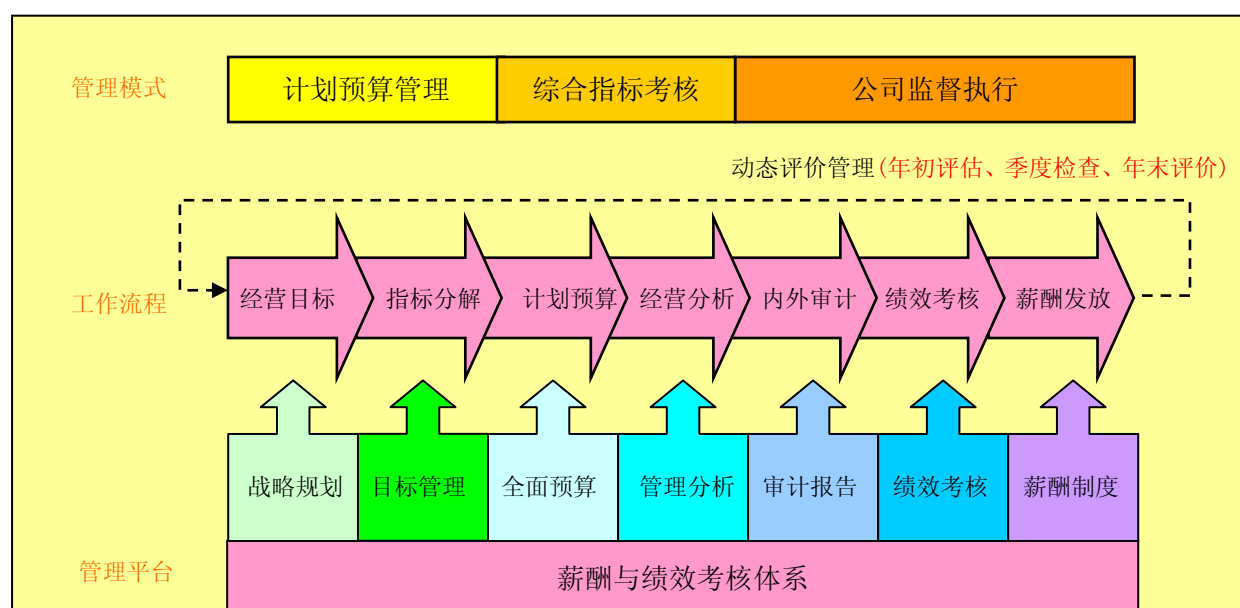 管理模式
计划预算管理
综合指标考核
公司监督执行
动态评价管理(年初评估、季度检查、年末评价)
工作流程
经营目标
指标分解
计划预算
经营分析
内外审计
绩效考核
薪酬发放
战略规划
目标管理
全面预算
管理分析
审计报告
绩效考核
薪酬制度
管理平台
薪酬与绩效考核体系